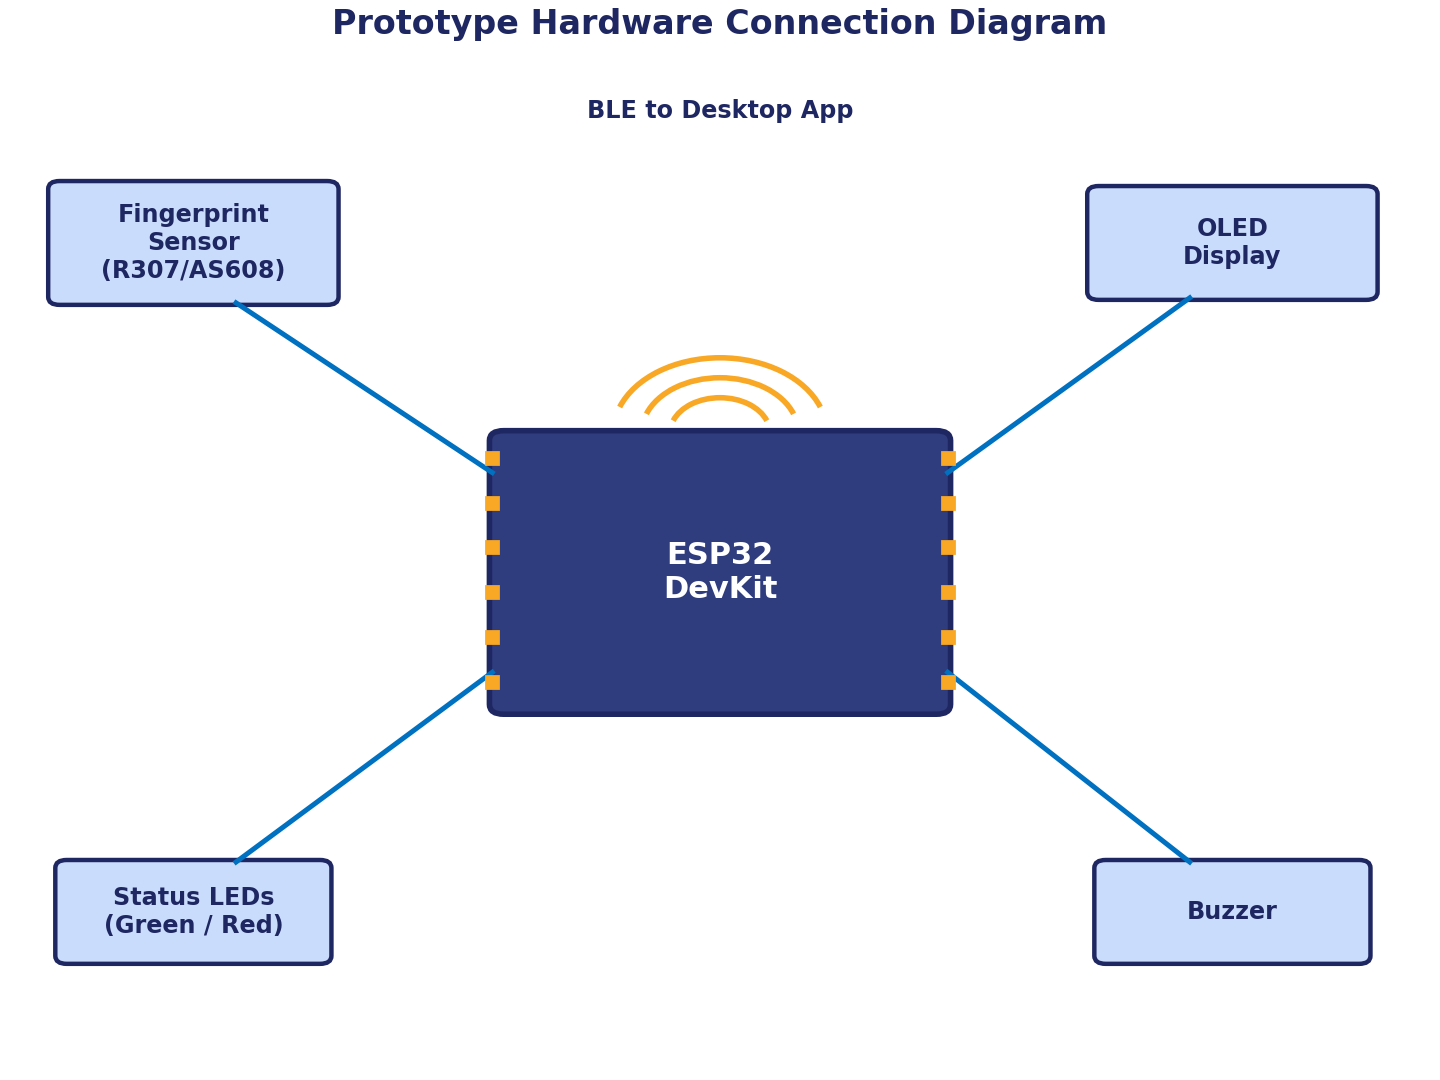 Prototype Hardware Connection Diagram
BLE to Desktop App
Fingerprint
Sensor
(R307/AS608)
OLED
Display
ESP32
DevKit
Status LEDs
(Green / Red)
Buzzer